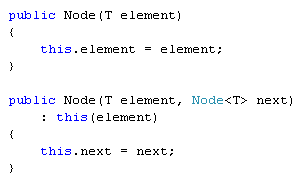 public Node(T element)
{
    this.element = element;
}

public Node(T element, Node<T> next)
    : this(element)
{
    this.next = next;
}